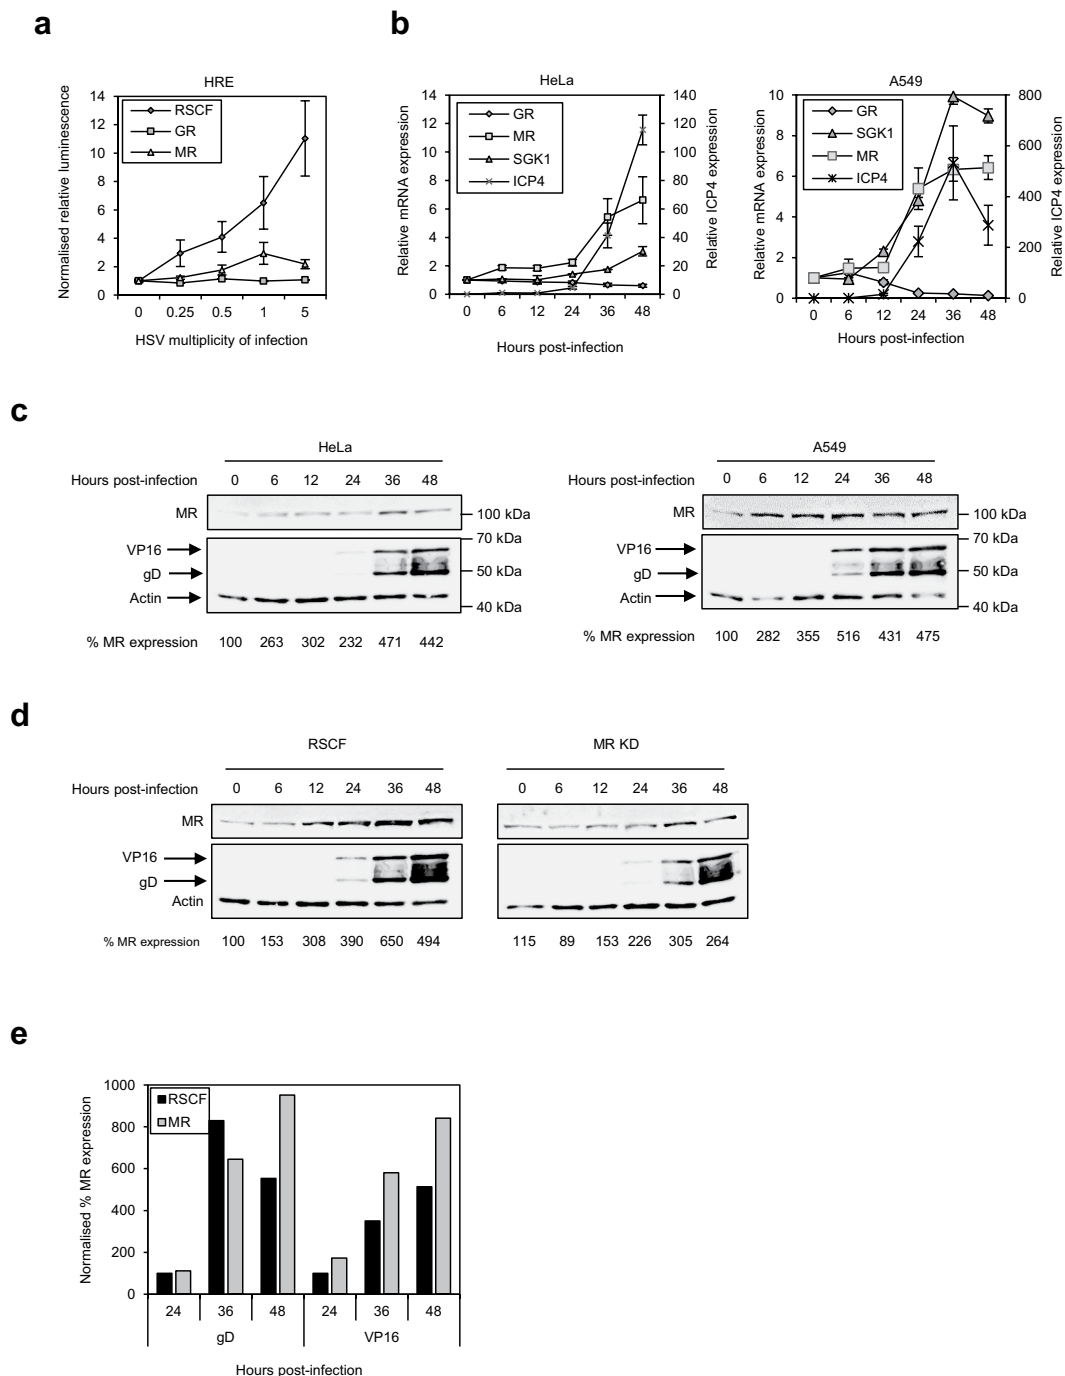 a
b
HRE
HeLa
A549
Normalised relative luminescence
14
12
10
8
6
4
2
0
RSCF
GR
MR
0 0.25 0.5 1 5
HSV multiplicity of infection
Relative mRNA expression
14
12
10
8
6
4
2
0
GR
MR
SGK1
ICP4
140
120
100
80
60
40
20
0
Relative ICP4 expression
0 6 12 24 36 48
Hours post-infection
Relative mRNA expression
10
8
6
4
2
0
GR
SGK1
MR
ICP4
800
600
400
200
0
Relative ICP4 expression
0 6 12 24 36 48
Hours post-infection
c
HeLa
Hours post-infection 0 6 12 24 36 48
MR
100 kDa
70 kDa
VP16
gD
50 kDa
Actin
40 kDa
% MR expression 100 263 302 232 471 442
A549
Hours post-infection 0 6 12 24 36 48
MR
100 kDa
70 kDa
VP16
gD
50 kDa
Actin
40 kDa
% MR expression 100 282 355 516 431 475
d
RSCF
MR KD
Hours post-infection 0 6 12 24 36 48 0 6 12 24 36 48
MR
VP16
gD
Actin
% MR expression 100 153 308 390 650 494 115 89 153 226 305 264
e
Normalised % MR expression
1000
800
600
400
200
0
RSCF
MR
24 36 48 24 36 48
gD VP16
Hours post-infection